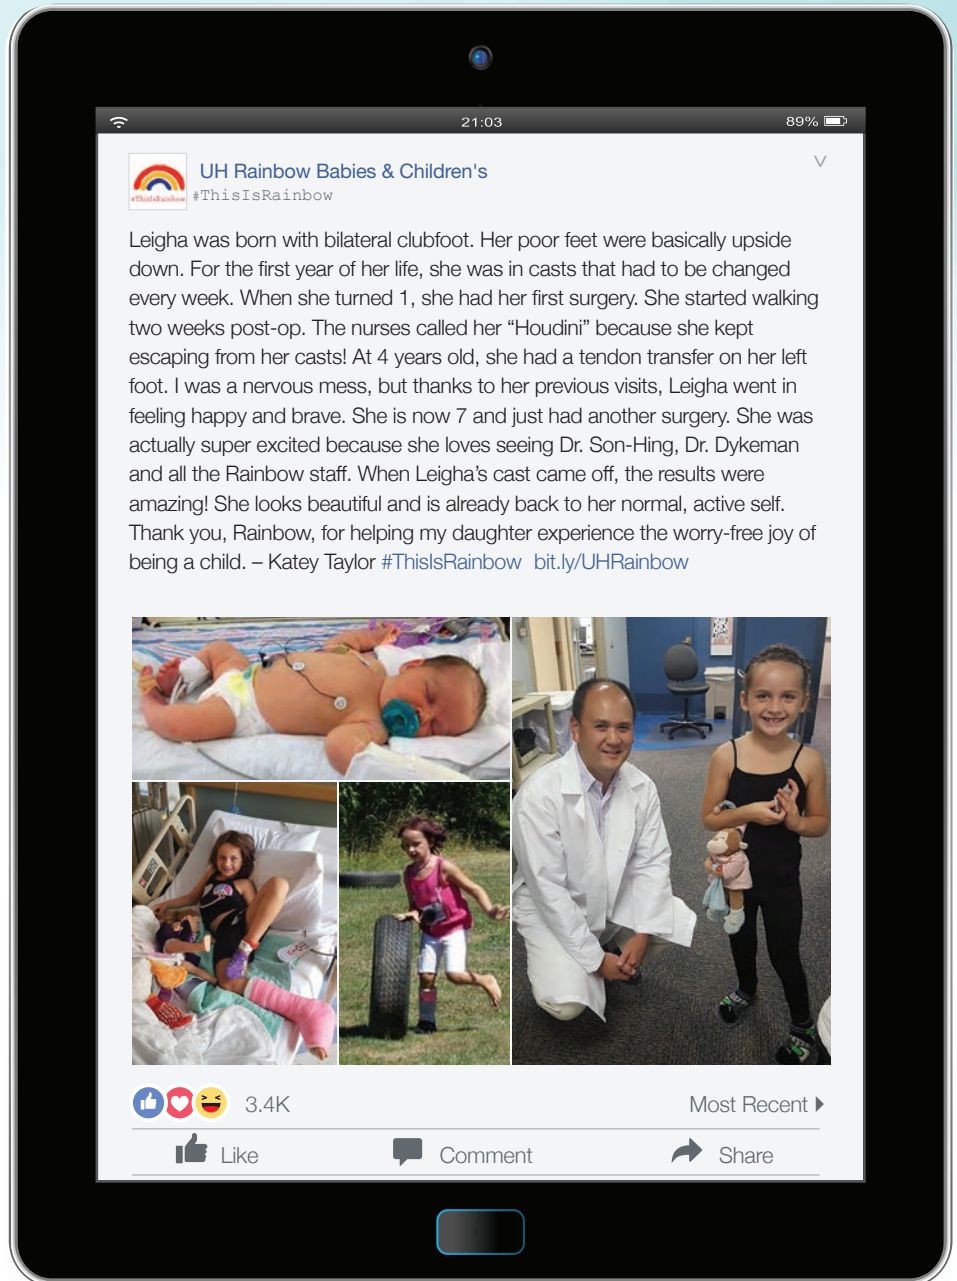 21:03
89%
UH Rainbow Babies & Children's
#ThisIsRainbow
#ThisIsRainbow
Leigha was born with bilateral clubfoot. Her poor feet were basically upside
down. For the first year of her life, she was in casts that had to be changed
every week. When she turned 1, she had her first surgery. She started walking
two weeks post-op. The nurses called her “Houdini” because she kept
escaping from her casts! At 4 years old, she had a tendon transfer on her left
foot. I was a nervous mess, but thanks to her previous visits, Leigha went in
feeling happy and brave. She is now 7 and just had another surgery. She was
actually super excited because she loves seeing Dr. Son-Hing, Dr. Dykeman
and all the Rainbow staff. When Leigha’s cast came off, the results were
amazing! She looks beautiful and is already back to her normal, active self.
Thank you, Rainbow, for helping my daughter experience the worry-free joy of
being a child. – Katey Taylor #ThisIsRainbow bit.ly/UHRainbow
3.4K
Most Recent
Like
Comment
Share